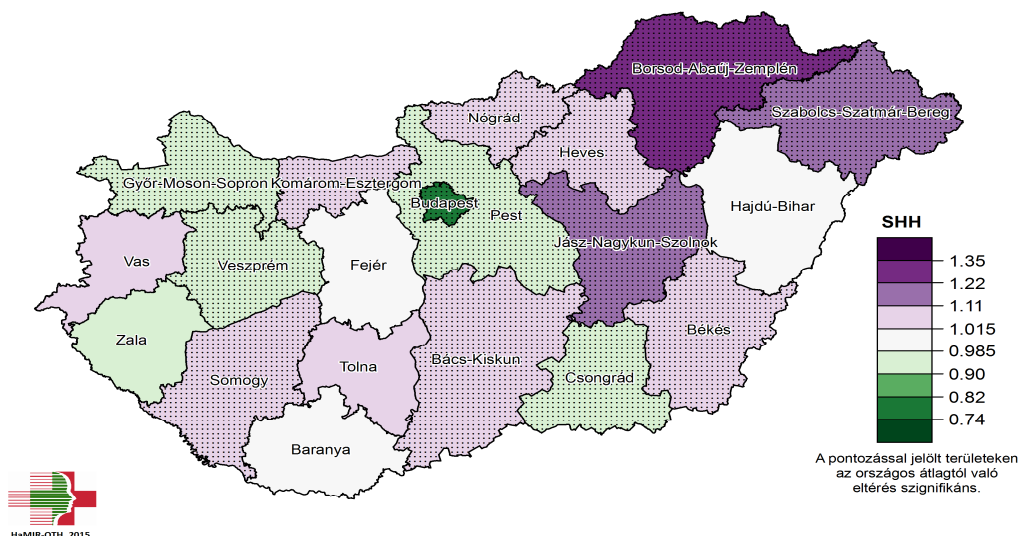 Borsod-Abaúj-Zemplén
Szabolcs-Szatmár-Bereg
Nógrád
Heves
Győr-Moson-Sopron
Komárom-Esztergom
Budapest
Pest
Hajdú-Bihar
Jász-Nagykun-Szolnok
Vas
Veszprém
Fejér
Zala
Somogy
Tolna
Bács-Kiskun
Békés
Csongrád
Baranya
SHH
1.35
1.22
1.11
1.015
0.985
0.90
0.82
0.74
A pontozással jelölt területeken
az országos átlagtól való
eltérés szignifikáns.
HaMIR-OTH, 2015